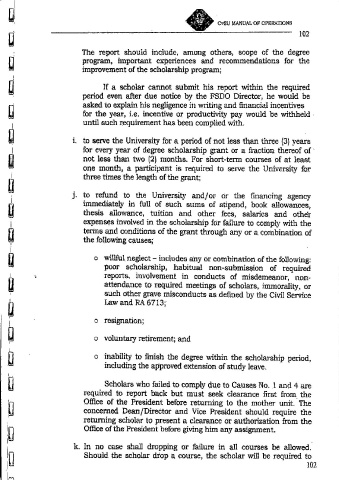 CvSU MANUAL OF OPERATIONS
102
The report should include, among others, scope of the degree
program, important experiences and recommendations for the
improvement of the scholarship program;
If a scholar cannot submit his report within the required
period even after due notice by the FSDO Director, he would be
asked to explain his negligence in writing and financial incentives
for the year, i.e. incentive or productivity pay would be withheld
until such requirement has been complied with.
i. to serve the University for a period of not less than three (3) years
for every year of degree scholarship grant or a fraction thereof of
not less than two (2) months. For short-term courses of at least
one month, a participant is required to serve the University for
three times the length of the grant;
j. to refund to the University and/or or the financing agency
immediately in full of such sums of stipend, book allowances,
thesis allowance, tuition and other fees, salaries and other
expenses involved in the scholarship for failure to comply with the
terms and conditions of the grant through any or a combination of
the following causes;
o willful neglect – includes any or combination of the following:
poor scholarship, habitual non-submission of required
reports, involvement in conducts of misdemeanor, non-
attendance to required meetings of scholars, immorality, or
such other grave misconducts as defined by the Civil Service
Law and RA 6713;
o resignation;
o voluntary retirement; and
o inability to finish the degree within the scholarship period,
including the approved extension of study leave.
Scholars who failed to comply due to Causes No. 1 and 4 are
required to report back but must seek clearance first from the
Office of the President before returning to the mother unit. The
concerned Dean/Director and Vice President should require the
returning scholar to present a clearance or authorization from the
Office of the President before giving him any assignment.
k. In no case shall dropping or failure in all courses be allowed.
Should the scholar drop a course, the scholar will be required to
102